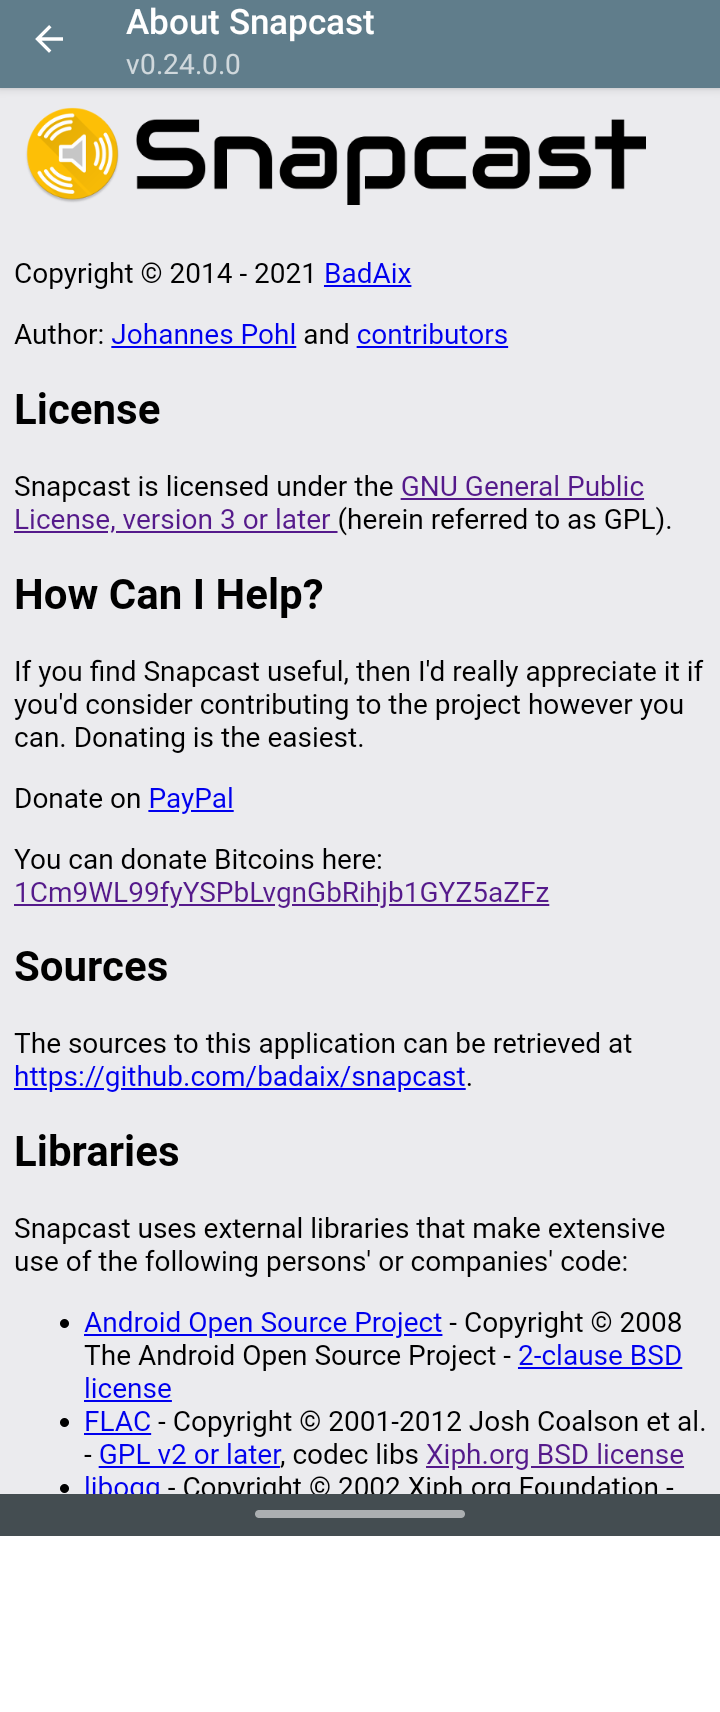 About Snapcast
v0.24.0.0
Snapcast
Copyright © 2014 - 2021 BadAix
Author: Johannes Pohl and contributors
License
Snapcast is licensed under the GNU General Public
License, version 3 or later (herein referred to as GPL).
How Can I Help?
If you find Snapcast useful, then I'd really appreciate it if
you'd consider contributing to the project however you
can. Donating is the easiest.
Donate on PayPal
You can donate Bitcoins here:
1Cm9WL99fyYSPbLvgnGbRihjb1GYZ5aZFz
Sources
The sources to this application can be retrieved at
https://github.com/badaix/snapcast.
Libraries
Snapcast uses external libraries that make extensive
use of the following persons' or companies' code:
• Android Open Source Project - Copyright © 2008
The Android Open Source Project - 2-clause BSD
license
• FLAC - Copyright © 2001-2012 Josh Coalson et al.
- GPL v2 or later, codec libs Xiph.org BSD license
• libogg - Copyright © 2002 Xiph.org Foundation -